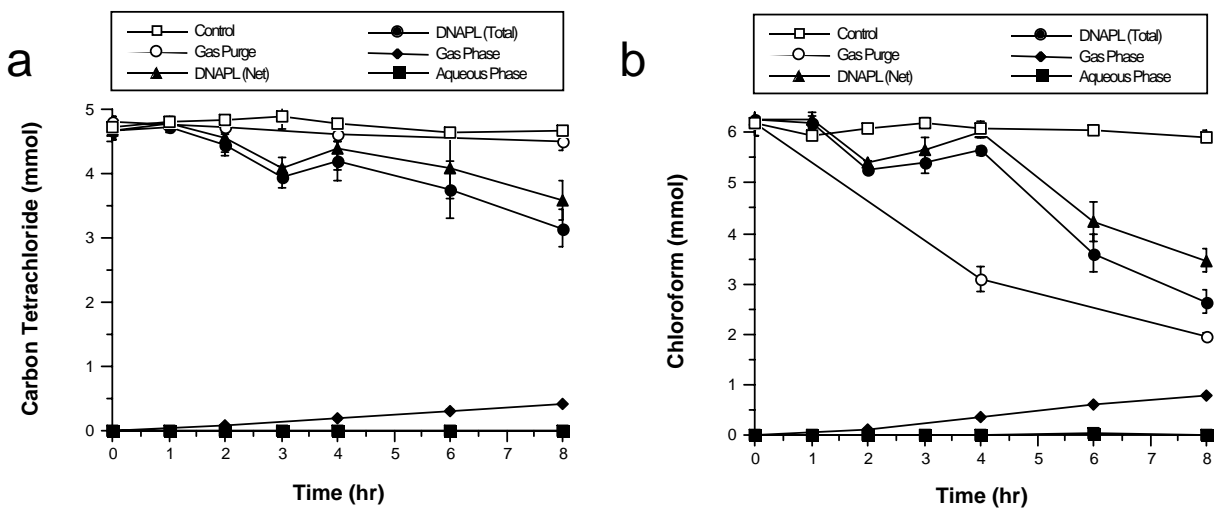 a
Control
Gas Purge
DNAPL (Net)
DNAPL (Total)
Gas Phase
Aqueous Phase
Carbon Tetrachloride (mmol)
5
4
3
2
1
0
0 1 2 3 4 5 6 7 8
Time (hr)
b
Control
Gas Purge
DNAPL (Net)
DNAPL (Total)
Gas Phase
Aqueous Phase
Chloroform (mmol)
6
5
4
3
2
1
0
0 1 2 3 4 5 6 7 8
Time (hr)